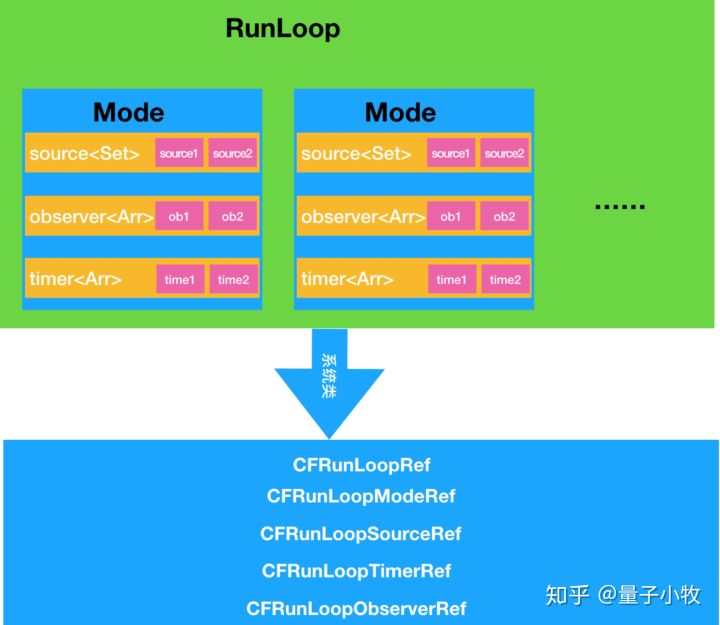 RunLoop
Mode
source<Set> source1 source2
observer<Arr> ob1 ob2
timer<Arr> time1 time2
Mode
source<Set> source1 source2
observer<Arr> ob1 ob2
timer<Arr> time1 time2
......
系统类
CFRunLoopRef
CFRunLoopModeRef
CFRunLoopSourceRef
CFRunLoopTimerRef
CFRunLoopObserverRef
知乎 @量子小牧